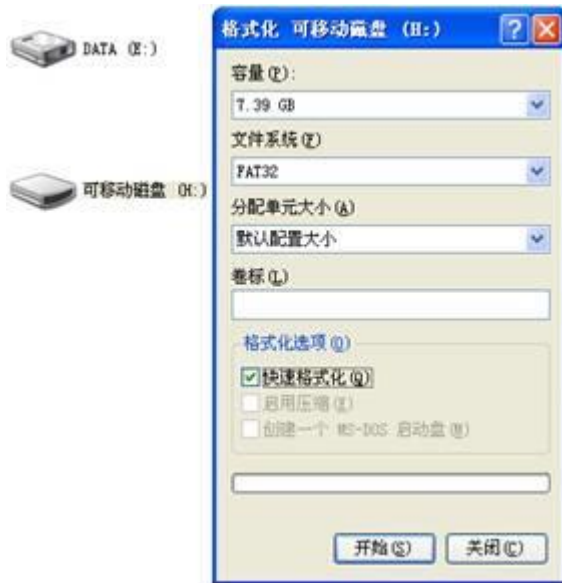 DATA (E:)
可移动磁盘 (H:)
格式化 可移动磁盘 (H:)
容量(P):
7.39 GB
文件系统(F)
FAT32
分配单元大小(A)
默认配置大小
卷标(L)
格式化选项(O)
快速格式化(Q)
启用压缩(E)
创建一个 MS-DOS 启动盘(M)
开始(S)
关闭(C)